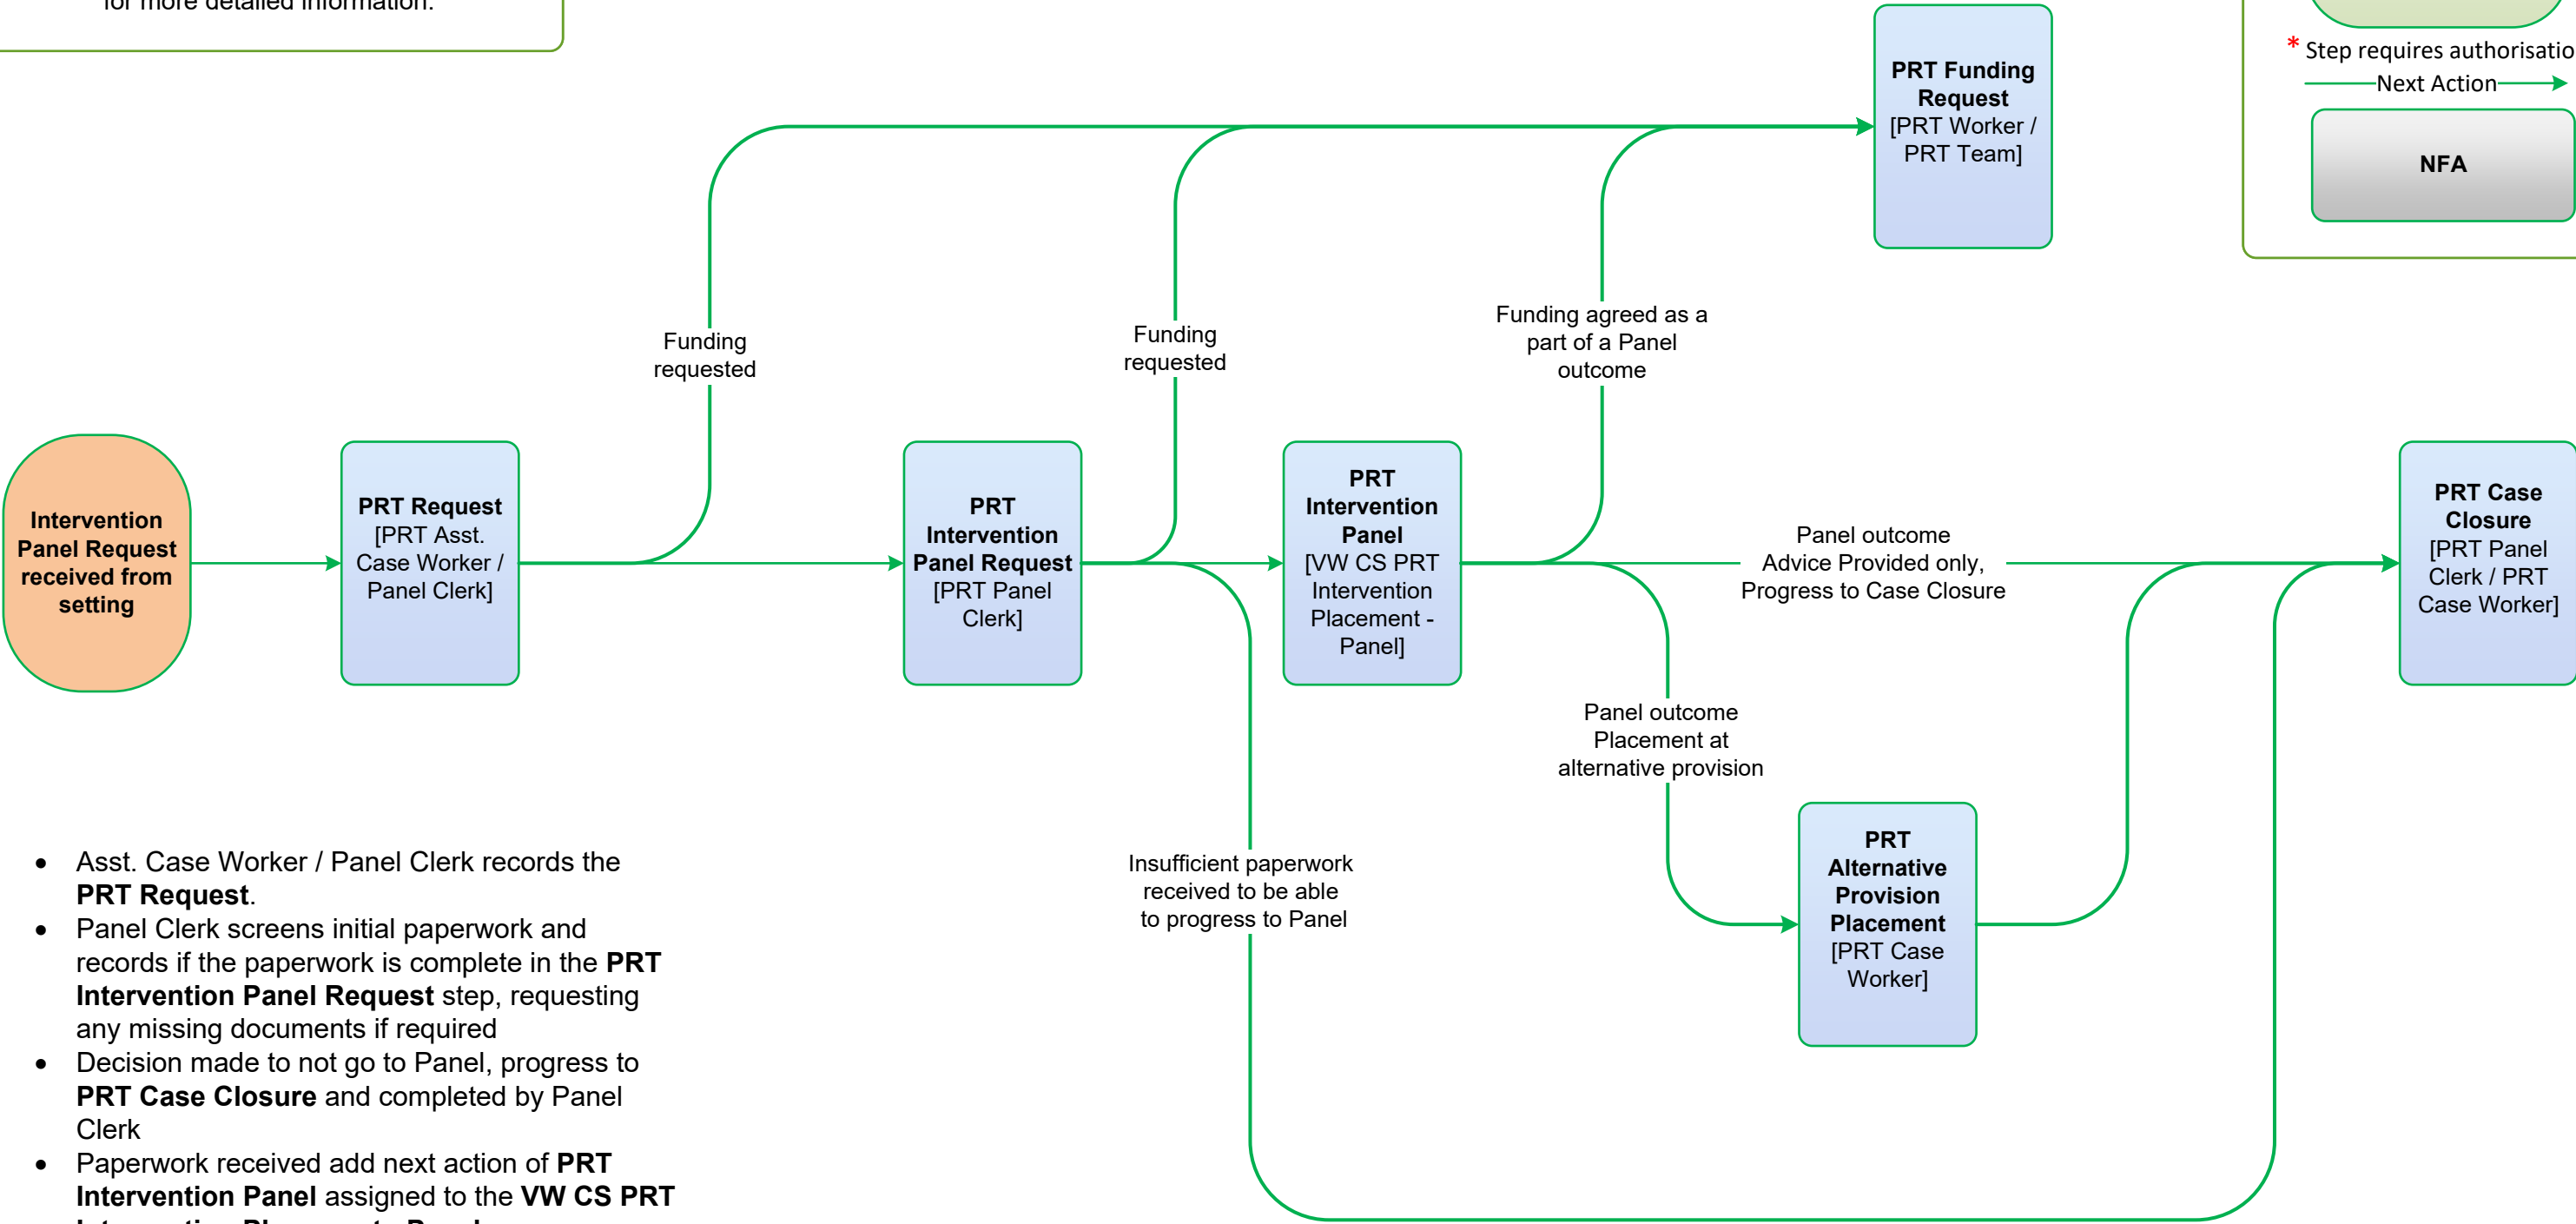 for more detailed information.
* Step requires authorisatio
Next Action
NFA
PRT Funding
Request
[PRT Worker /
PRT Team]
Funding
requested
Funding
requested
Funding agreed as a
part of a Panel
outcome
Intervention
Panel Request
received from
setting
PRT Request
[PRT Asst.
Case Worker /
Panel Clerk]
PRT
Intervention
Panel Request
[PRT Panel
Clerk]
PRT
Intervention
Panel
[VW CS PRT
Intervention
Placement -
Panel]
Panel outcome
Advice Provided only,
Progress to Case Closure
PRT Case
Closure
[PRT Panel
Clerk / PRT
Case Worker]
Panel outcome
Placement at
alternative provision
Insufficient paperwork
received to be able
to progress to Panel
PRT
Alternative
Provision
Placement
[PRT Case
Worker]
• Asst. Case Worker / Panel Clerk records the
PRT Request.
• Panel Clerk screens initial paperwork and
records if the paperwork is complete in the PRT
Intervention Panel Request step, requesting
any missing documents if required
• Decision made to not go to Panel, progress to
PRT Case Closure and completed by Panel
Clerk
• Paperwork received add next action of PRT
Intervention Panel assigned to the VW CS PRT